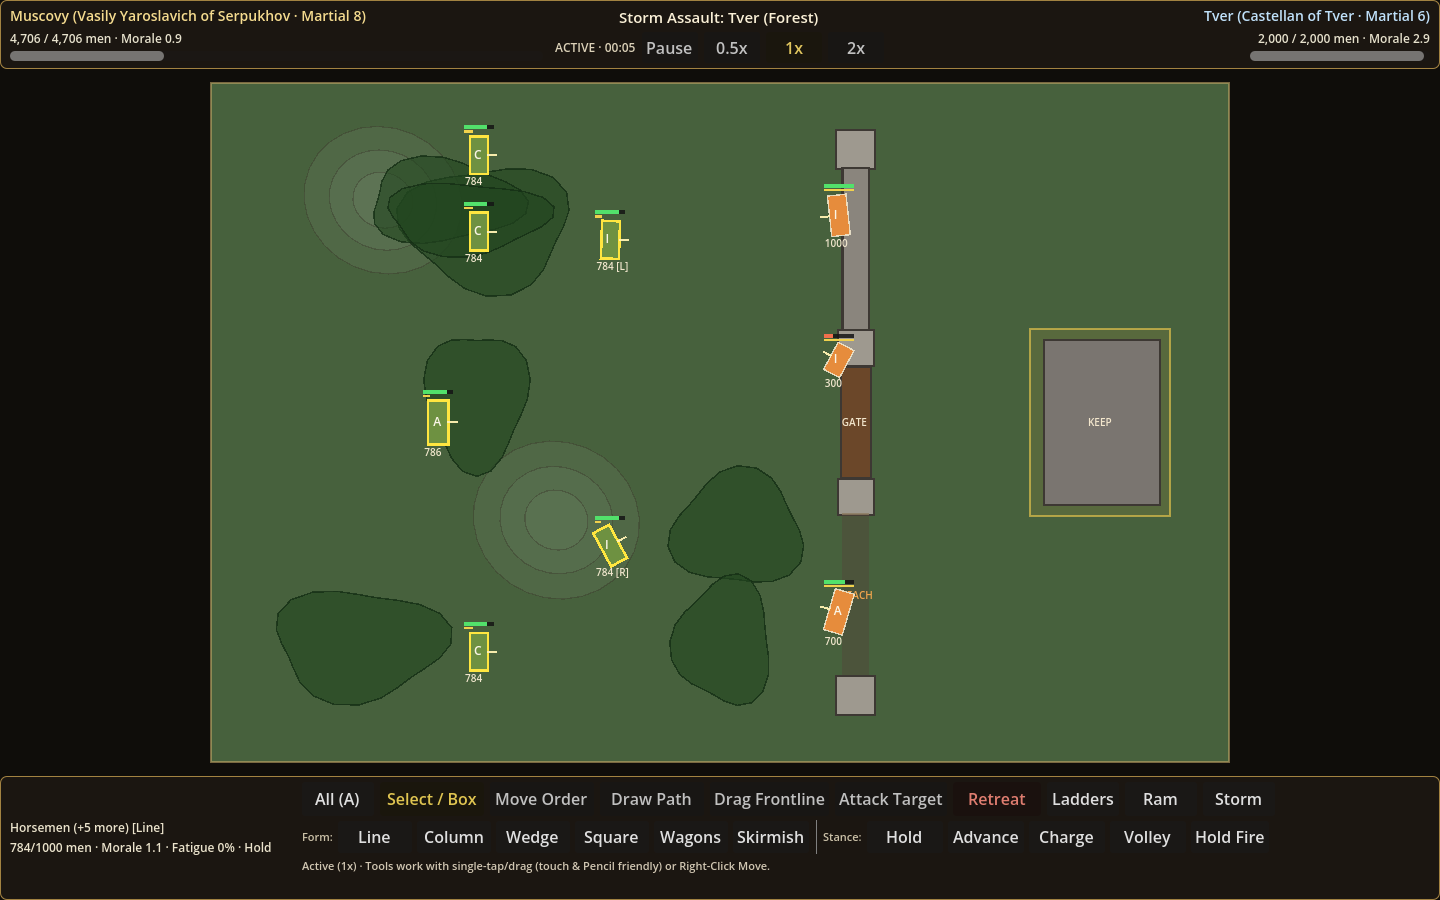 Muscovy (Vasily Yaroslavich of Serpukhov · Martial 8)
4,706 / 4,706 men · Morale 0.9
Storm Assault: Tver (Forest)
ACTIVE · 00:05 Pause 0.5x 1x 2x
Tver (Castellan of Tver · Martial 6)
2,000 / 2,000 men · Morale 2.9
C
784
C
784
I
784 [L]
I
1000
I
300
A
786
GATE
KEEP
I
784 [R]
A
ACH
700
C
784
Horsemen (+5 more) [Line]
784/1000 men · Morale 1.1 · Fatigue 0% · Hold
All (A) Select / Box Move Order Draw Path Drag Frontline Attack Target Retreat Ladders Ram Storm
Form: Line Column Wedge Square Wagons Skirmish Stance: Hold Advance Charge Volley Hold Fire
Active (1x) · Tools work with single-tap/drag (touch & Pencil friendly) or Right-Click Move.